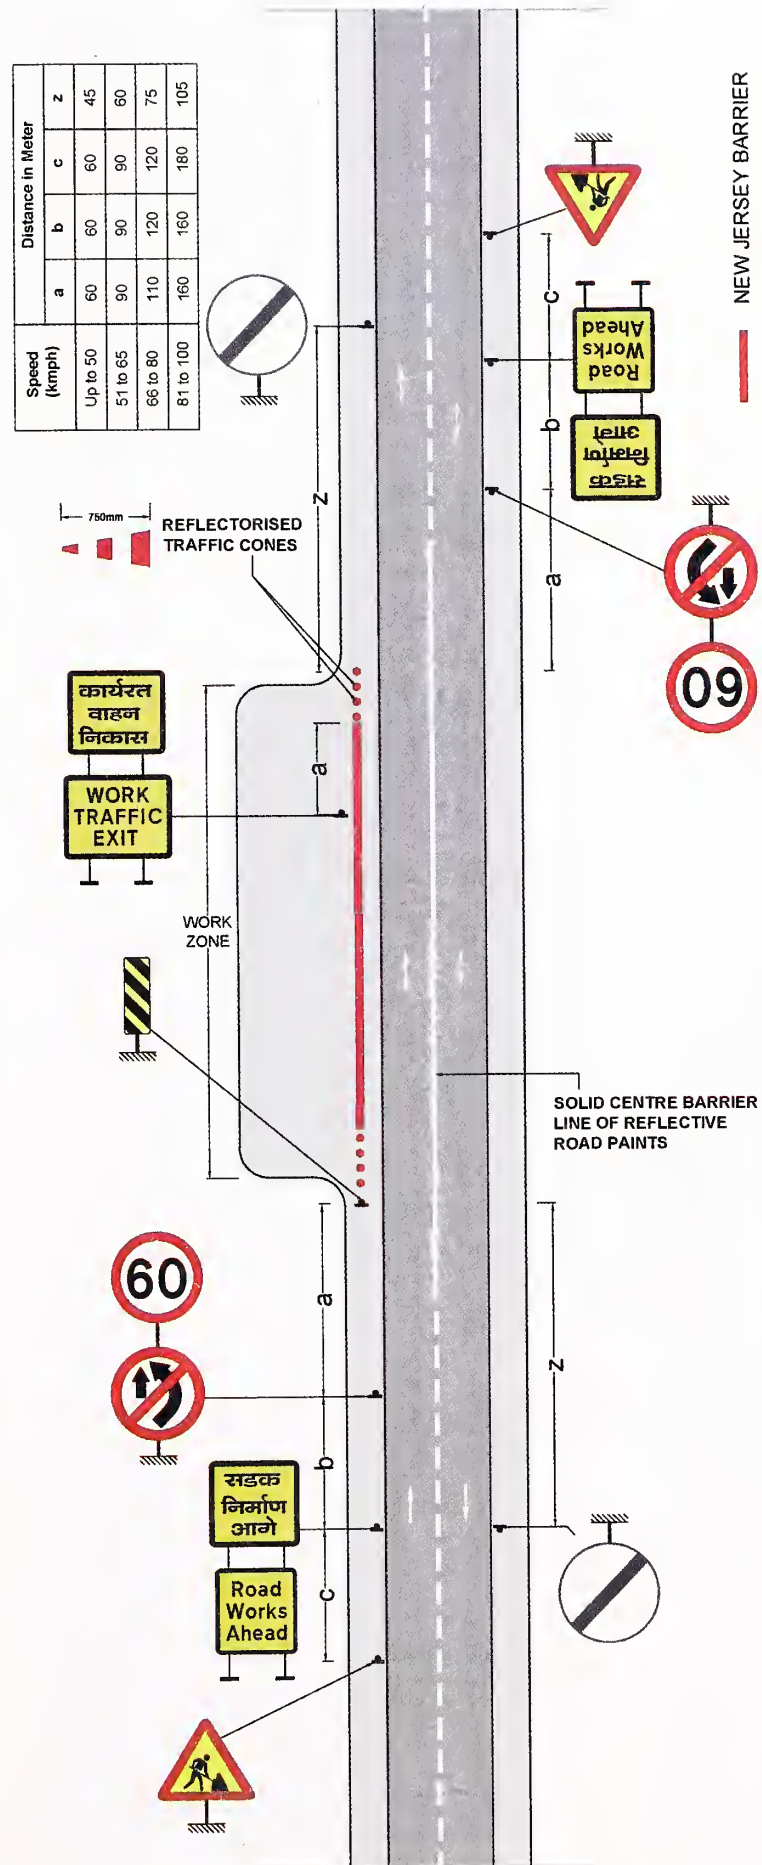 Speed
(kmph)
Distance in Meter
a b c z
Up to 50 60 60 60 45
51 to 65 90 90 90 60
66 to 80 110 120 120 75
81 to 100 160 160 180 105
750mm
REFLECTORISED
TRAFFIC CONES
z
कार्यरत
वाहन
निकास
WORK
TRAFFIC
EXIT
a
WORK
ZONE
c
b
a
Road
Works
Ahead
सडक
निर्माण
आगे
60
NEW JERSEY BARRIER
SOLID CENTRE BARRIER
LINE OF REFLECTIVE
ROAD PAINTS
60
a
b
c
z
सडक
निर्माण
आगे
Road
Works
Ahead